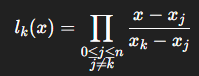 l_k(x) = ∏_{0≤j≤n, j≠k} (x − x_j)/(x_k − x_j)